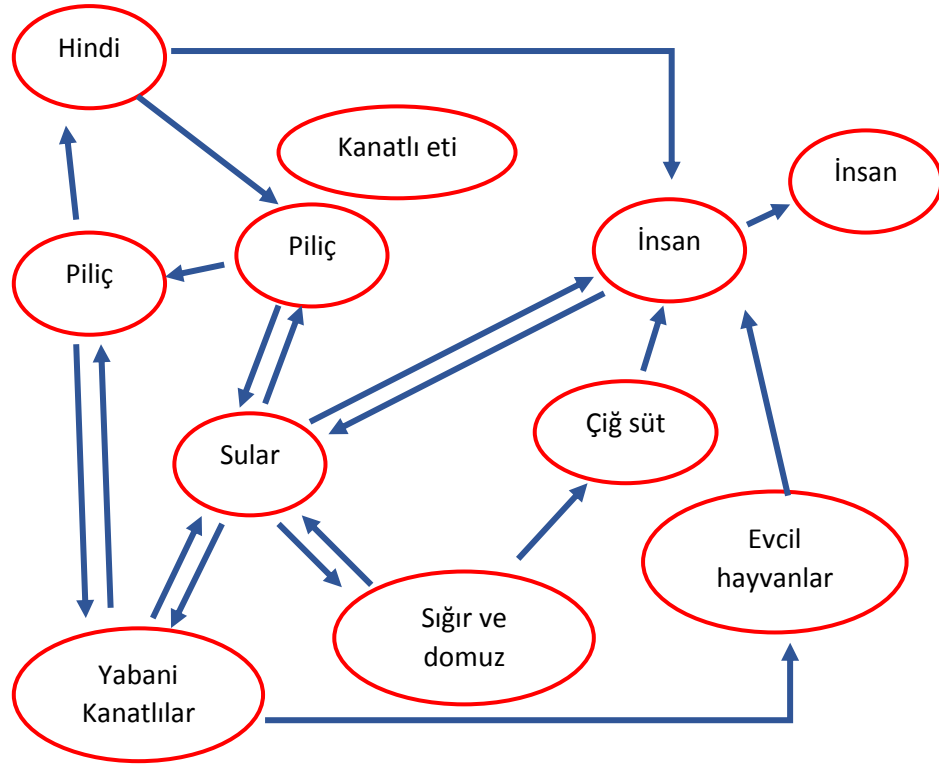 Hindi
Kanatlı eti
İnsan
Piliç
Piliç
İnsan
Çiğ süt
Sular
Evcil
hayvanlar
Sığır ve
domuz
Yabani
Kanatlılar